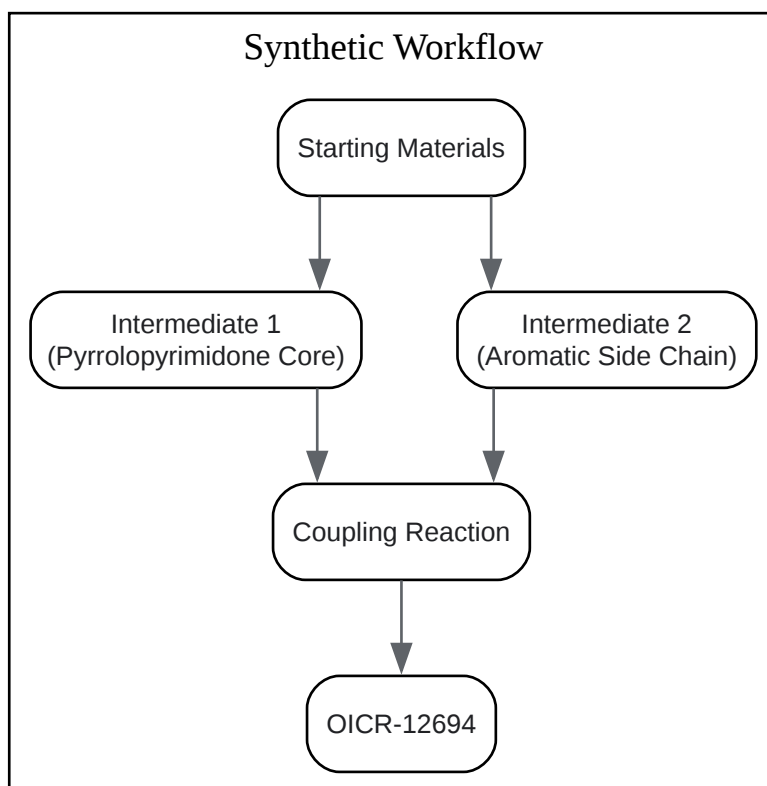 Synthetic Workflow
Starting Materials
Intermediate 1
(Pyrrolopyrimidone Core)
Intermediate 2
(Aromatic Side Chain)
Coupling Reaction
OICR-12694